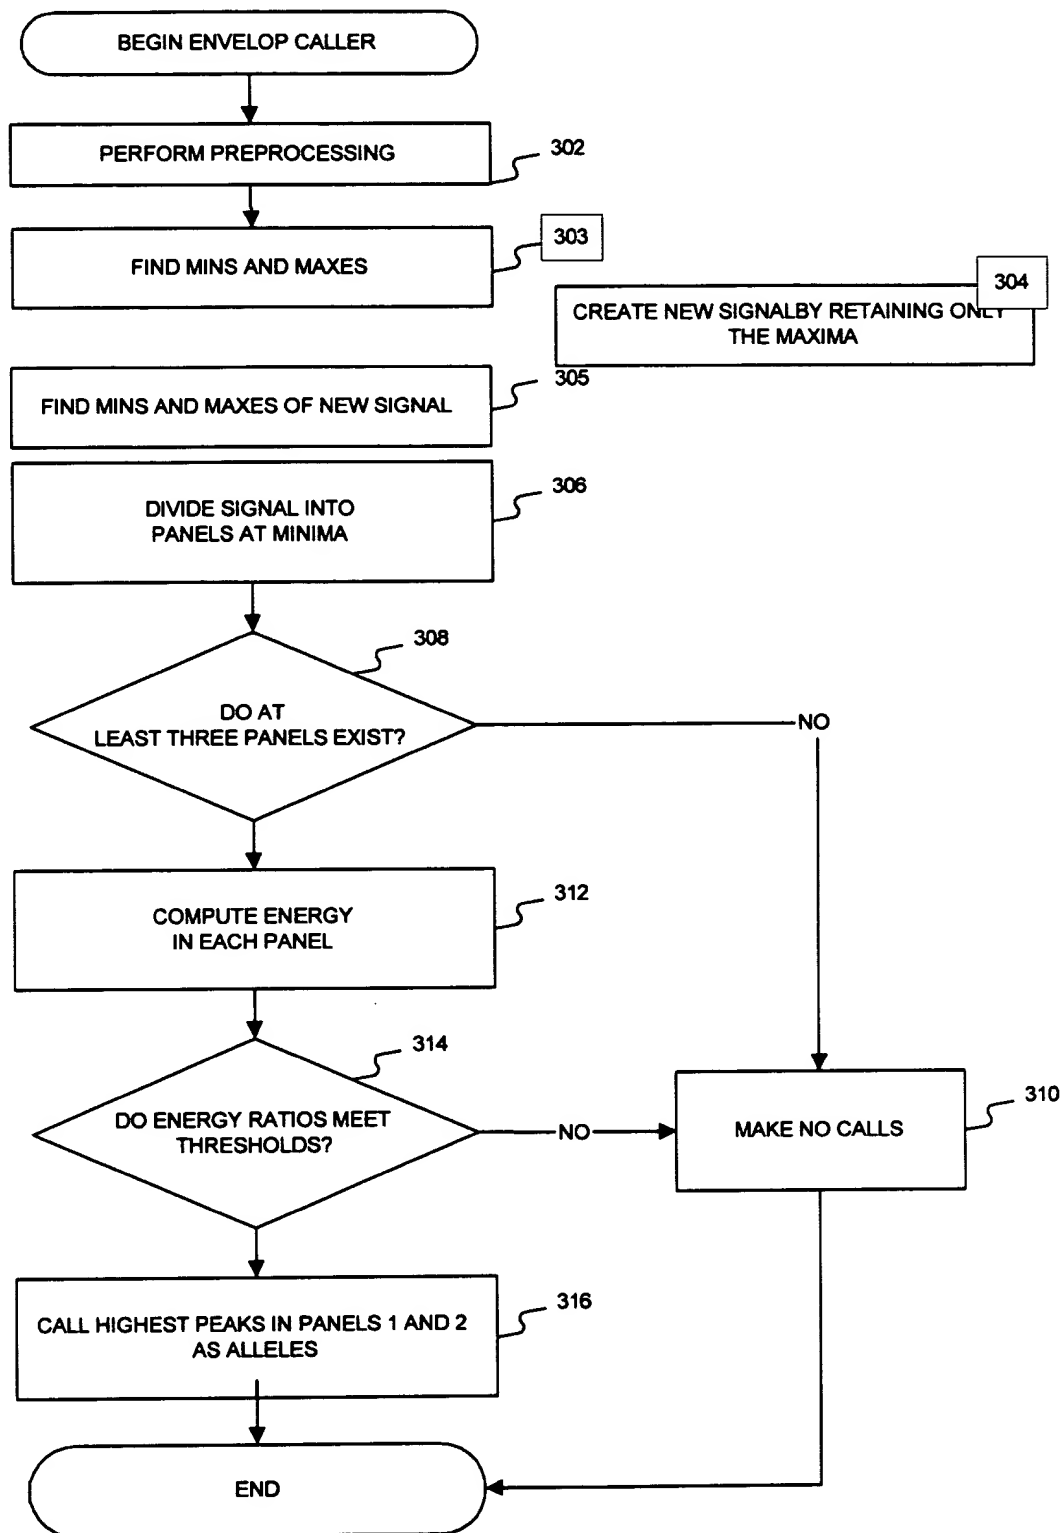 BEGIN ENVELOP CALLER
PERFORM PREPROCESSING
302
FIND MINS AND MAXES
303
304
CREATE NEW SIGNALBY RETAINING ONLY
THE MAXIMA
FIND MINS AND MAXES OF NEW SIGNAL
305
DIVIDE SIGNAL INTO
PANELS AT MINIMA
306
308
DO AT
LEAST THREE PANELS EXIST?
NO
COMPUTE ENERGY
IN EACH PANEL
312
314
DO ENERGY RATIOS MEET
THRESHOLDS?
NO
MAKE NO CALLS
310
CALL HIGHEST PEAKS IN PANELS 1 AND 2
AS ALLELES
316
END